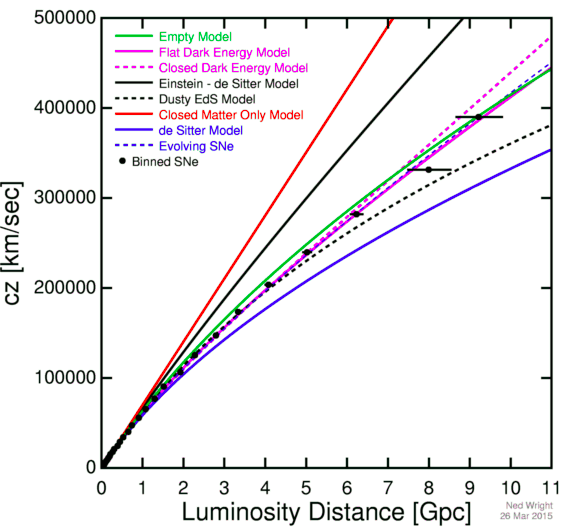 500000
400000
300000
200000
100000
0
cz [km/sec]
Empty Model
Flat Dark Energy Model
Closed Dark Energy Model
Einstein - de Sitter Model
Dusty EdS Model
Closed Matter Only Model
de Sitter Model
Evolving SNe
Binned SNe
0 1 2 3 4 5 6 7 8 9 10 11
Luminosity Distance [Gpc]
Ned Wright
26 Mar 2015